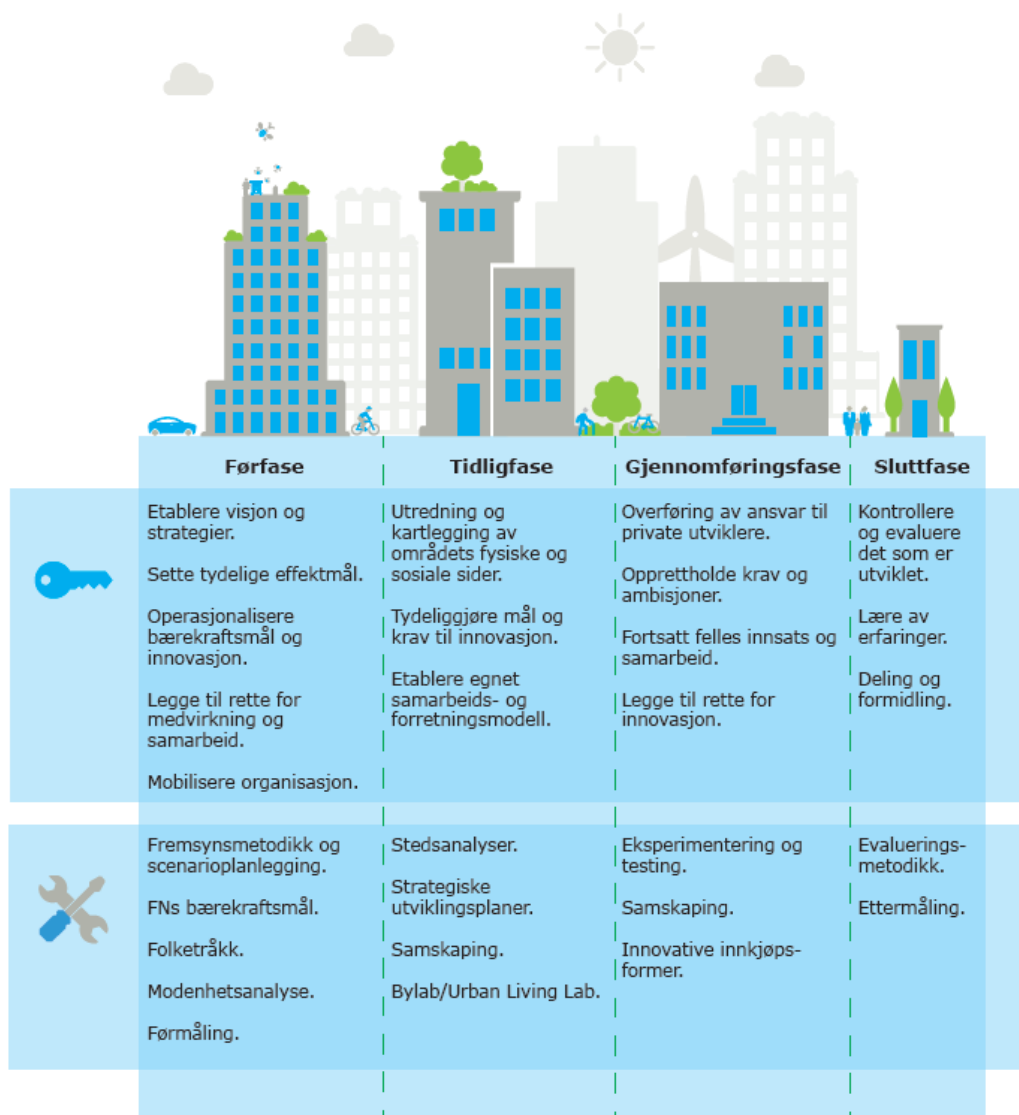 Førfase
Tidligfase
Gjennomføringsfase
Sluttfase
Etablere visjon og
strategier.
Sette tydelige effektmål.
Operasjonalisere
bærekraftsmål og
innovasjon.
Legge til rette for
medvirkning og
samarbeid.
Mobilisere organisasjon.
Utredning og
kartlegging av
områdets fysiske og
sosiale sider.
Tydeliggjøre mål og
krav til innovasjon.
Etablere egnet
samarbeids- og
forretningsmodell.
Overføring av ansvar til
private utviklere.
Opprettholde krav og
ambisjoner.
Fortsatt felles innsats og
samarbeid.
Legge til rette for
innovasjon.
Kontrollere
og evaluere
det som er
utviklet.
Lære av
erfaringer.
Deling og
formidling.
Fremsynsmetodikk og
scenarioplanlegging.
FNs bærekraftsmål.
Folketråkk.
Modenhetsanalyse.
Førmåling.
Stedsanalyser.
Strategiske
utviklingsplaner.
Samskaping.
Bylab/Urban Living Lab.
Eksperimentering og
testing.
Samskaping.
Innovative innkjøps-
former.
Evaluerings-
metodikk.
Ettermåling.